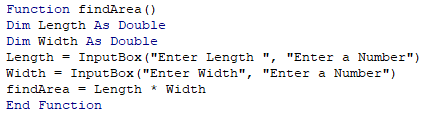 Function findArea()
Dim Length As Double
Dim Width As Double
Length = InputBox("Enter Length ", "Enter a Number")
Width = InputBox("Enter Width", "Enter a Number")
findArea = Length * Width
End Function